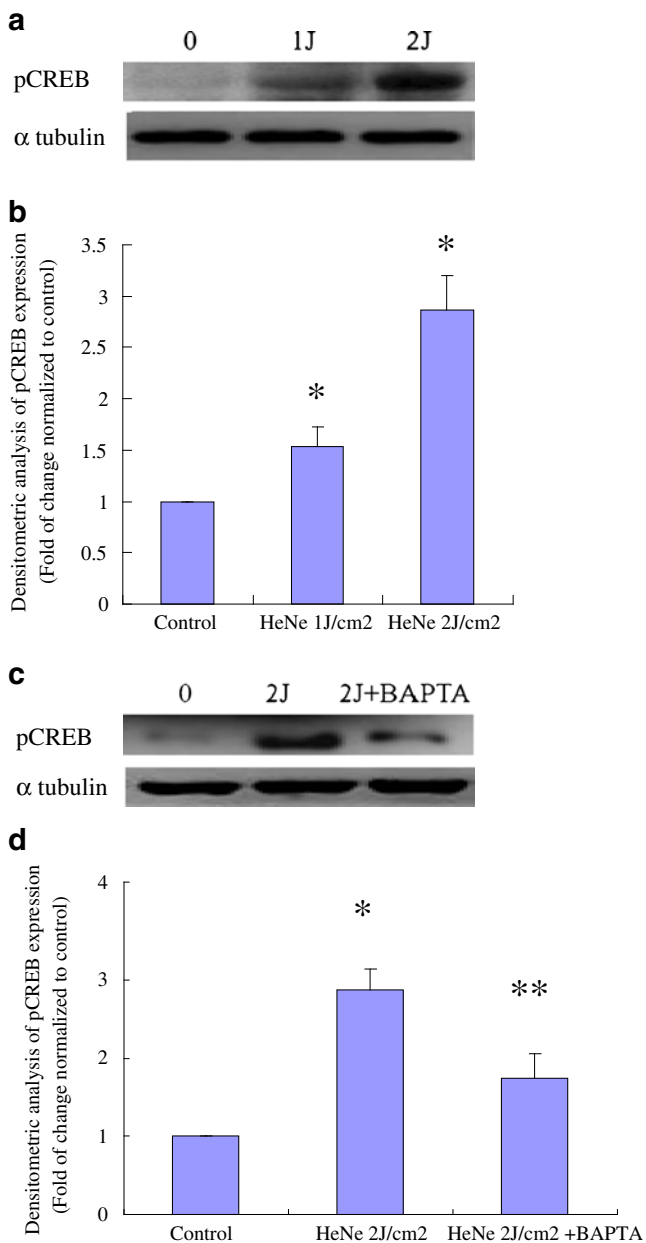 a
0 1J 2J
pCREB
α tubulin
b
Densitometric analysis of pCREB expression
(Fold of change normalized to control)
3.5
3
2.5
2
1.5
1
0.5
0
*
*
Control HeNe 1J/cm2 HeNe 2J/cm2
c
0 2J 2J+BAPTA
pCREB
α tubulin
d
Densitometric analysis of pCREB expression
(Fold of change normalized to control)
4
3
2
1
0
*
**
Control HeNe 2J/cm2 HeNe 2J/cm2 +BAPTA